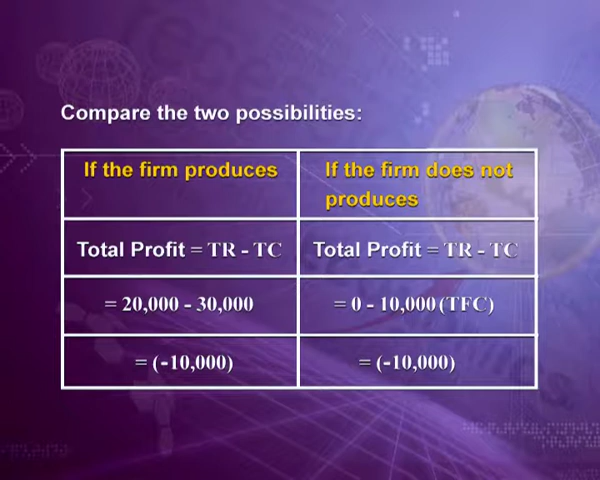 Compare the two possibilities:
If the firm produces
If the firm does not
produces
Total Profit = TR - TC
Total Profit = TR - TC
= 20,000 - 30,000
= 0 - 10,000 (TFC)
= (-10,000)
= (-10,000)